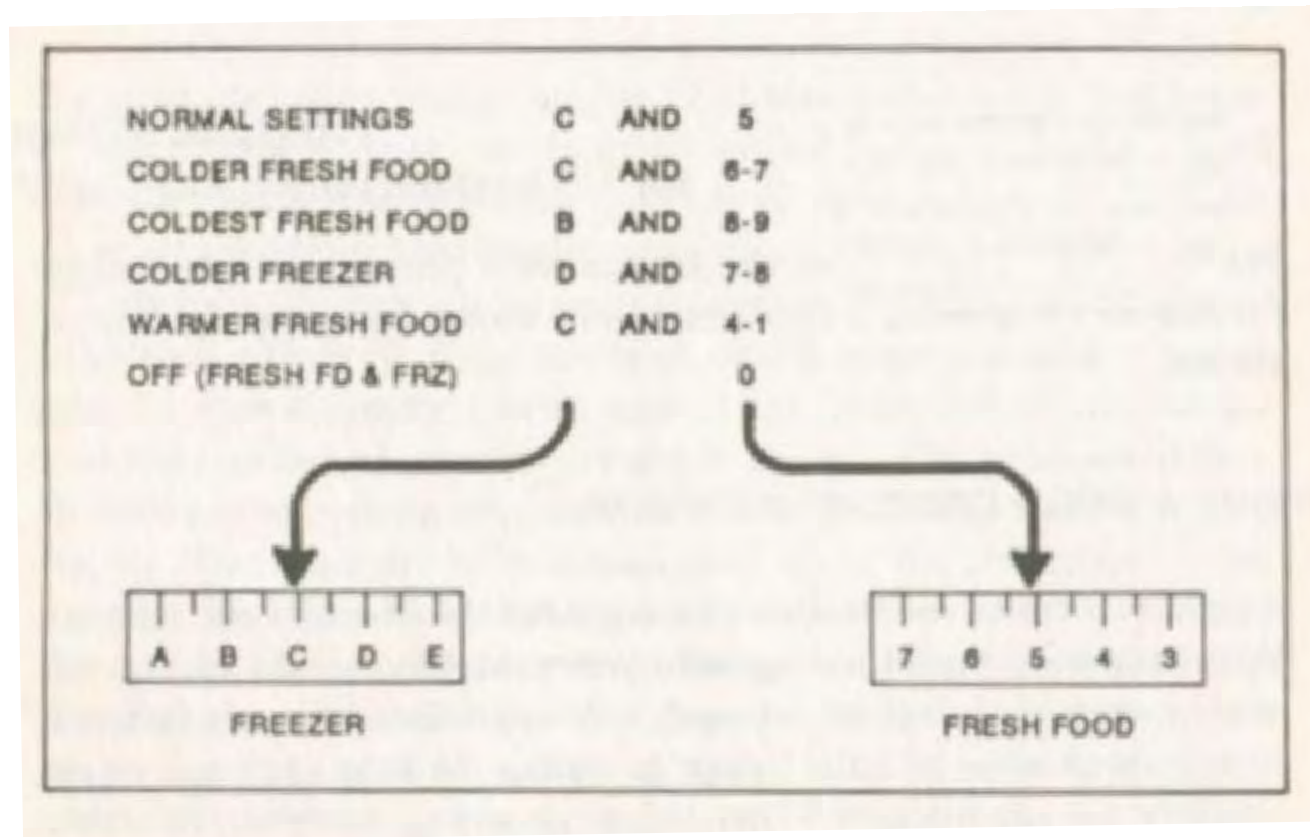 NORMAL SETTINGS C AND 5
COLDER FRESH FOOD C AND 6-7
COLDEST FRESH FOOD B AND 8-9
COLDER FREEZER D AND 7-8
WARMER FRESH FOOD C AND 4-1
OFF (FRESH FD & FRZ) 0
A B C D E
7 6 5 4 3
FREEZER
FRESH FOOD